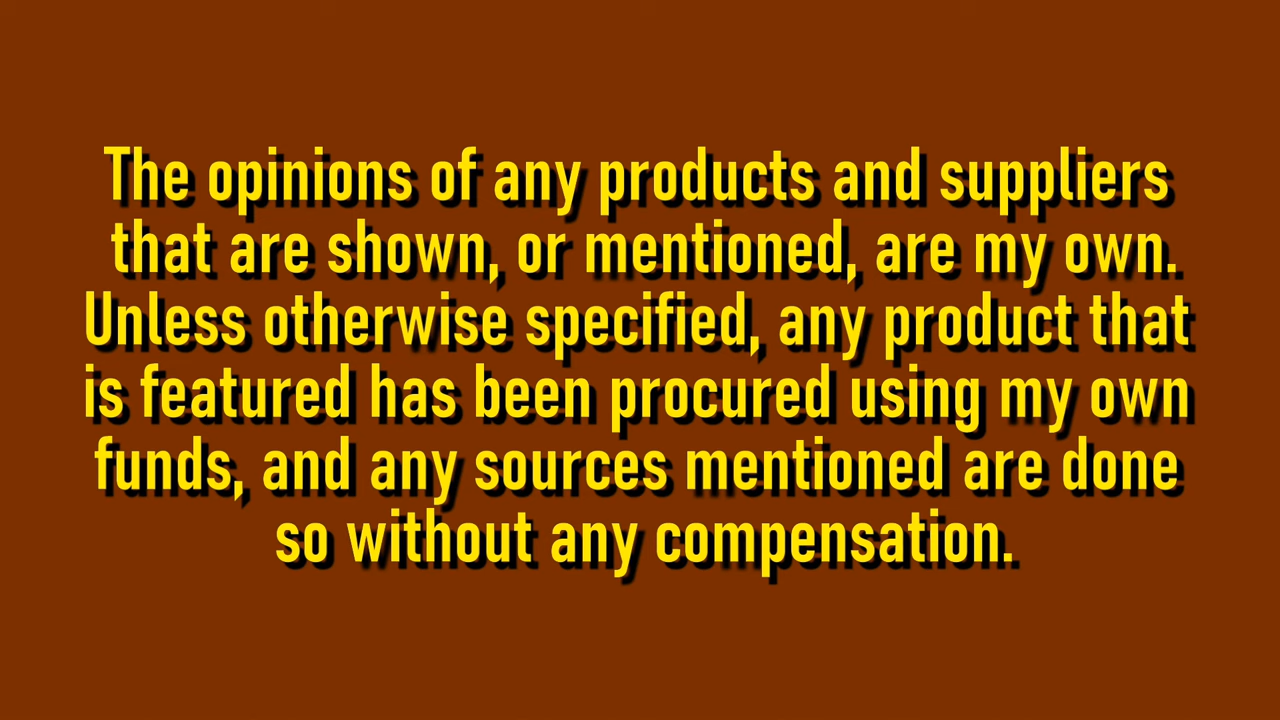 The opinions of any products and suppliers
that are shown, or mentioned, are my own.
Unless otherwise specified, any product that
is featured has been procured using my own
funds, and any sources mentioned are done
so without any compensation.